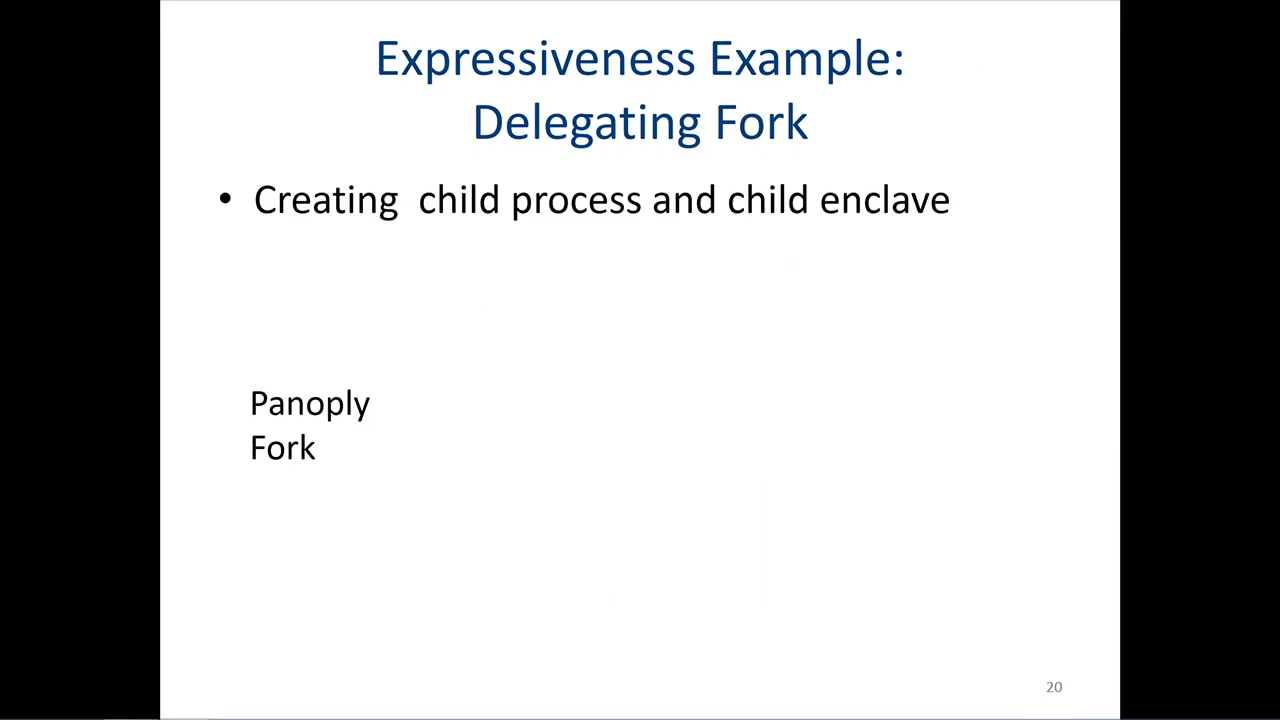 Expressiveness Example:
Delegating Fork
• Creating  child process and child enclave
Panoply
Fork
20